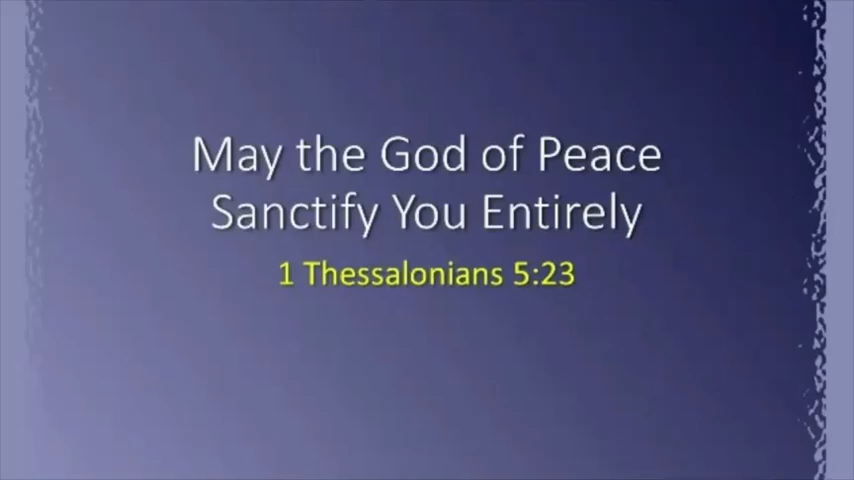 May the God of Peace
Sanctify You Entirely
1 Thessalonians 5:23